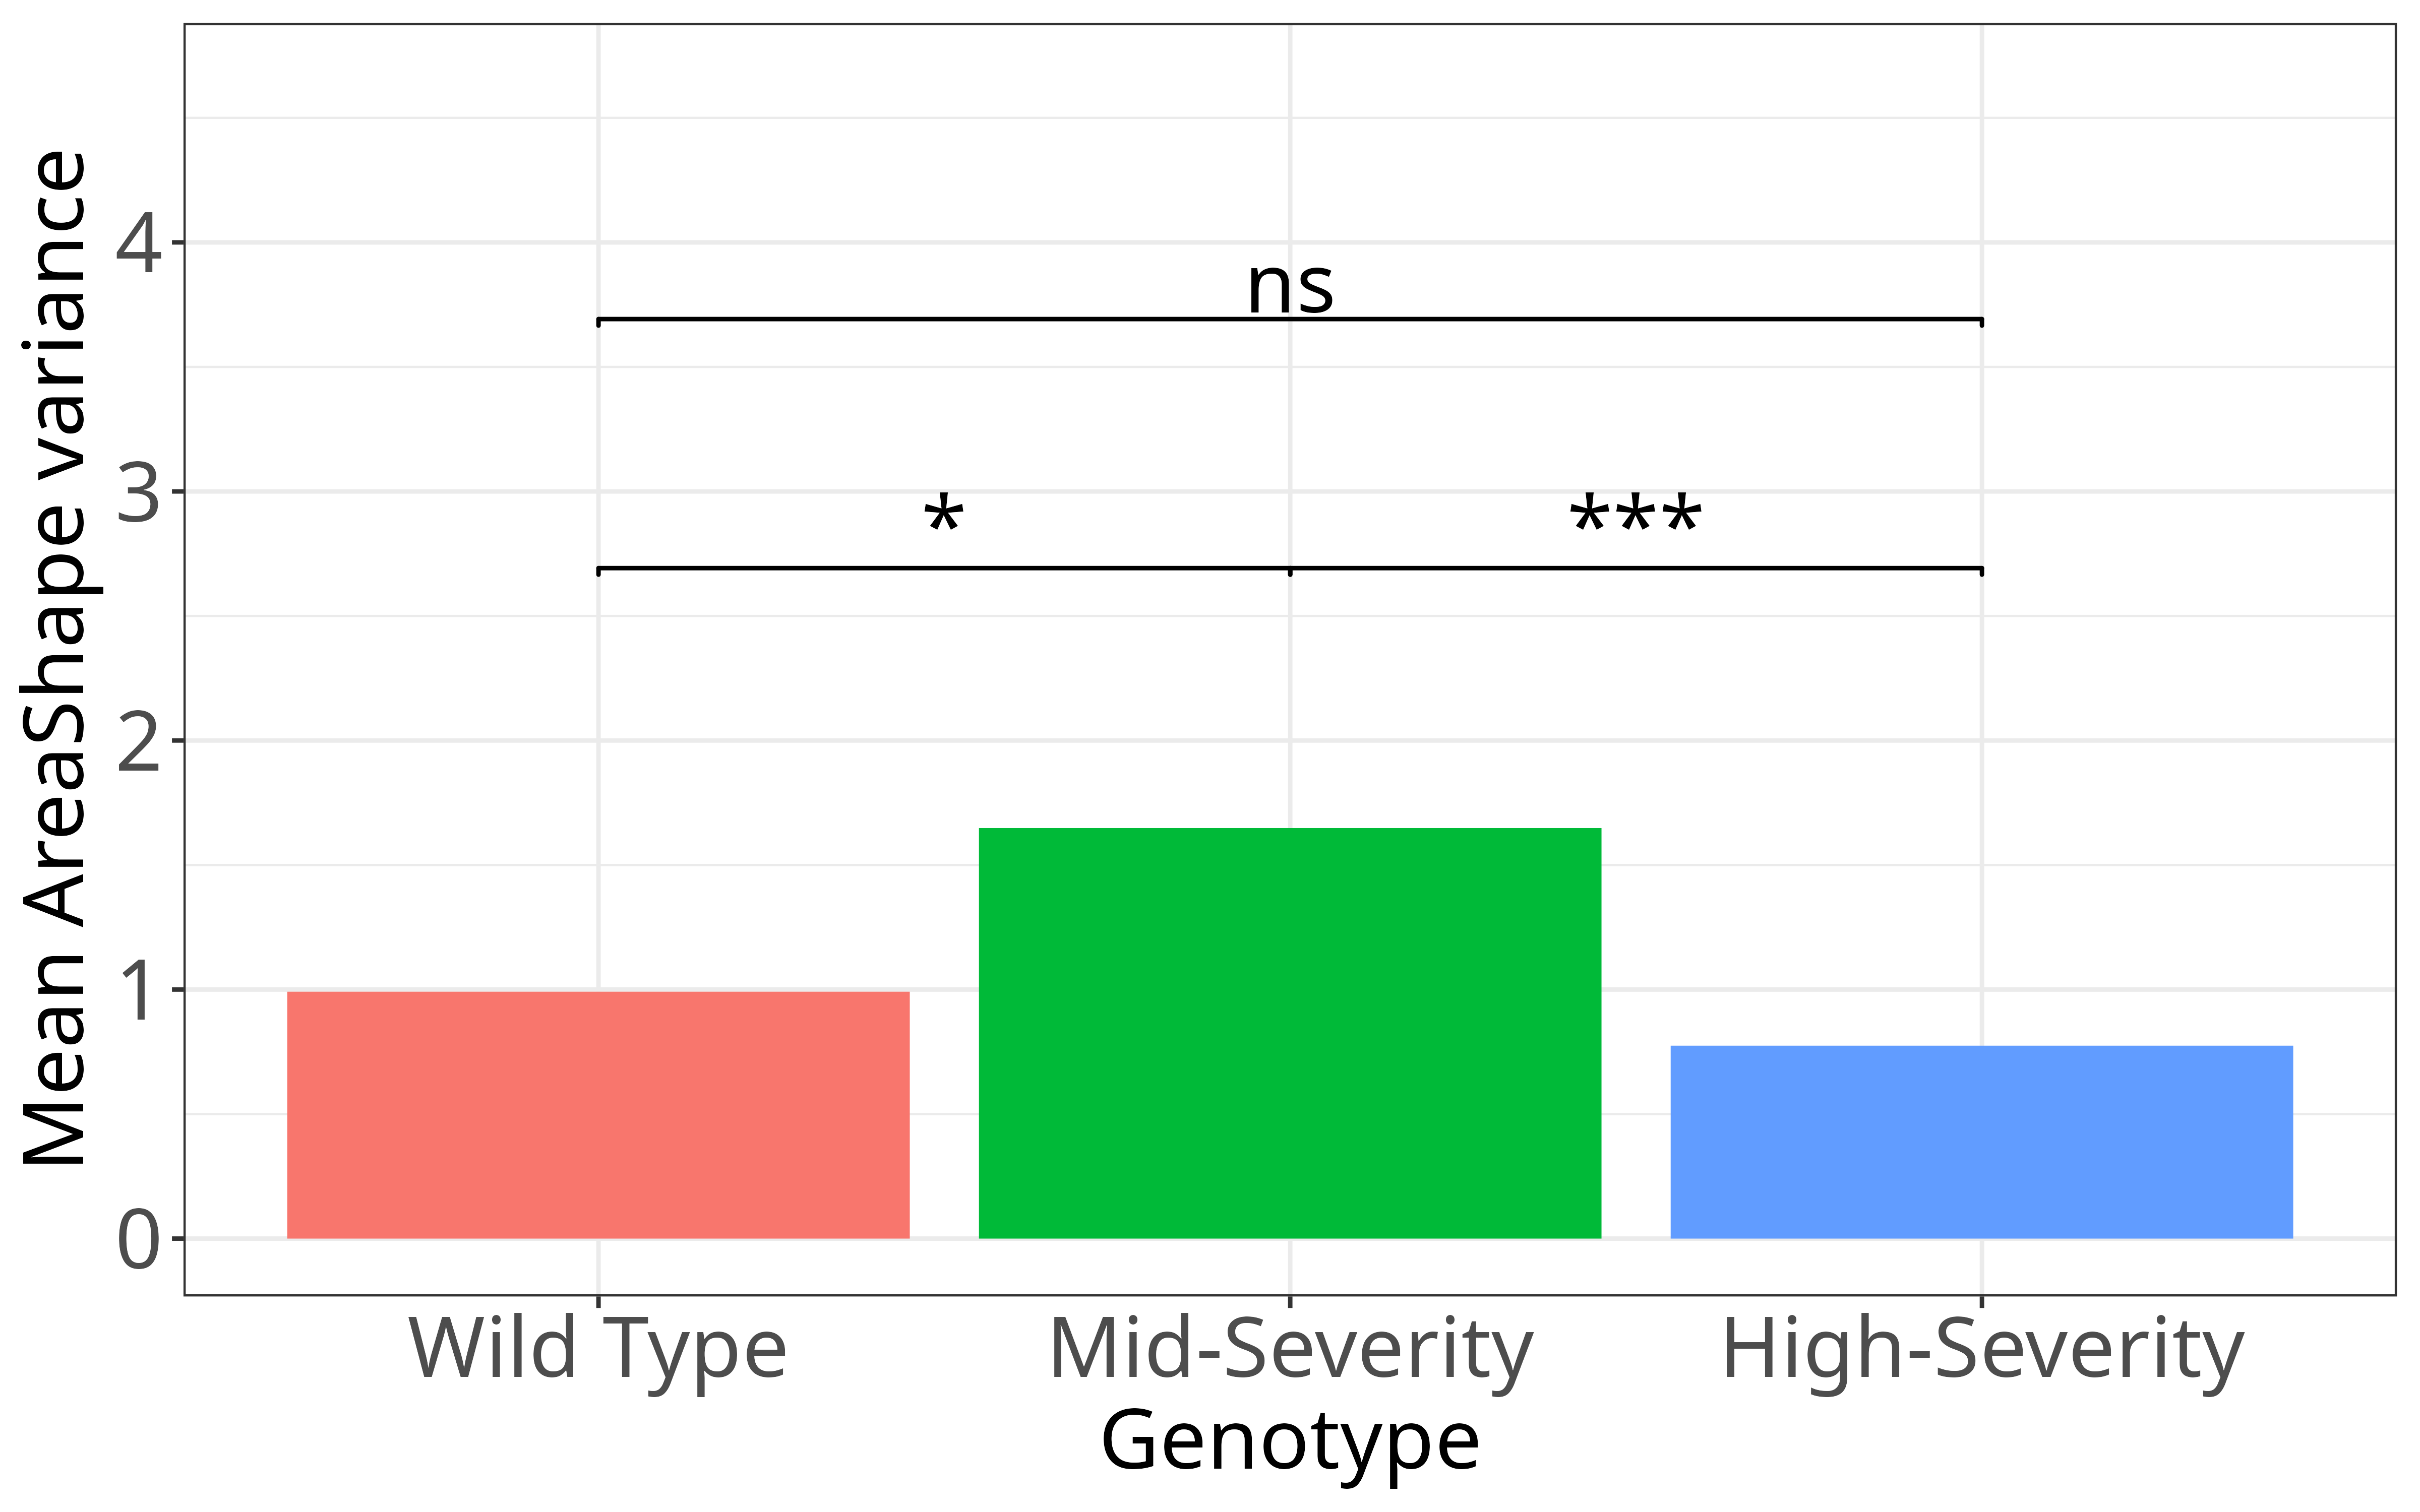 Mean AreaShape variance
4
3
2
1
0
ns
*
***
Wild Type
Mid-Severity
High-Severity
Genotype